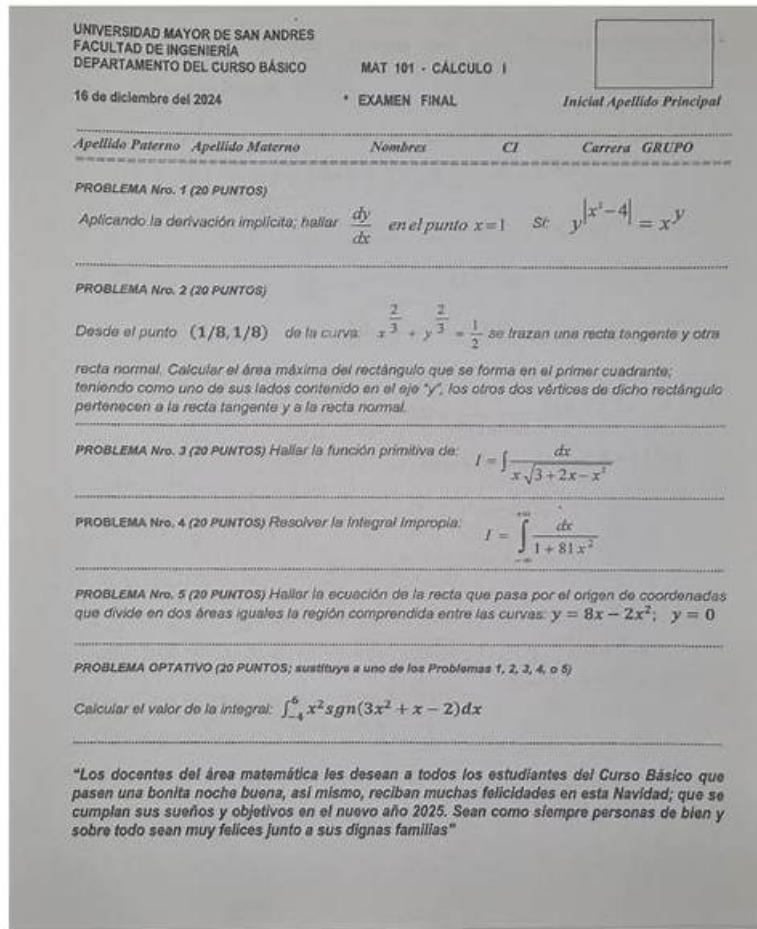 UNIVERSIDAD MAYOR DE SAN ANDRES
FACULTAD DE INGENIERÍA
DEPARTAMENTO DEL CURSO BÁSICO MAT 101 - CÁLCULO I
16 de diciembre del 2024 * EXAMEN FINAL Inicial Apellido Principal
Apellido Paterno Apellido Materno Nombres CI Carrera GRUPO
PROBLEMA Nro. 1 (20 PUNTOS)
Aplicando la derivación implícita; hallar dy/dx en el punto x = 1 Si: y^|x²-4| = x^y
PROBLEMA Nro. 2 (20 PUNTOS)
Desde el punto (1/8, 1/8) de la curva: x^(2/3) + y^(2/3) = 1/2 se trazan una recta tangente y otra
recta normal. Calcular el área máxima del rectángulo que se forma en el primer cuadrante;
teniendo como uno de sus lados contenido en el eje "y", los otros dos vértices de dicho rectángulo
pertenecen a la recta tangente y a la recta normal.
PROBLEMA Nro. 3 (20 PUNTOS) Hallar la función primitiva de: I = ∫ dx / (x√(3 + 2x - x²))
PROBLEMA Nro. 4 (20 PUNTOS) Resolver la Integral Impropia: I = ∫_{-∞}^{+∞} dx / (1 + 81x²)
PROBLEMA Nro. 5 (20 PUNTOS) Hallar la ecuación de la recta que pasa por el origen de coordenadas
que divide en dos áreas iguales la región comprendida entre las curvas: y = 8x - 2x²; y = 0
PROBLEMA OPTATIVO (20 PUNTOS; sustituye a uno de los Problemas 1, 2, 3, 4, o 5)
Calcular el valor de la integral: ∫_{-4}^{6} x² sgn(3x² + x - 2)dx
"Los docentes del área matemática les desean a todos los estudiantes del Curso Básico que
pasen una bonita noche buena, asi mismo, reciban muchas felicidades en esta Navidad; que se
cumplan sus sueños y objetivos en el nuevo año 2025. Sean como siempre personas de bien y
sobre todo sean muy felices junto a sus dignas familias"